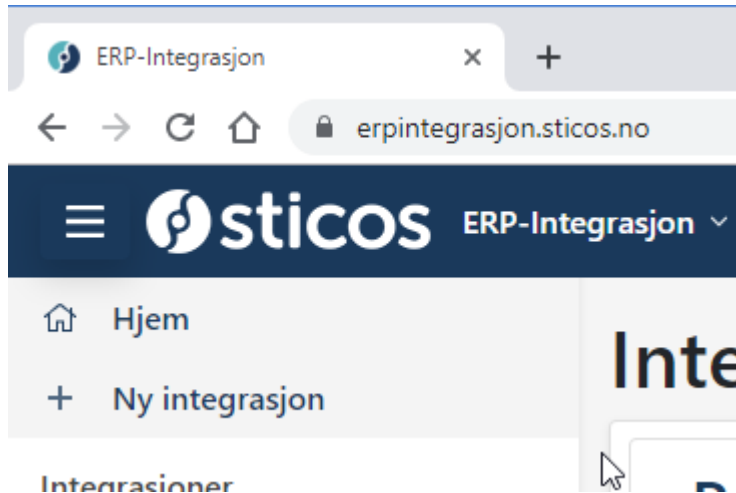 ERP-Integrasjon
erpintegrasjon.sticos.no
sticos ERP-Integrasjon
Hjem
Ny integrasjon
Integrasjoner